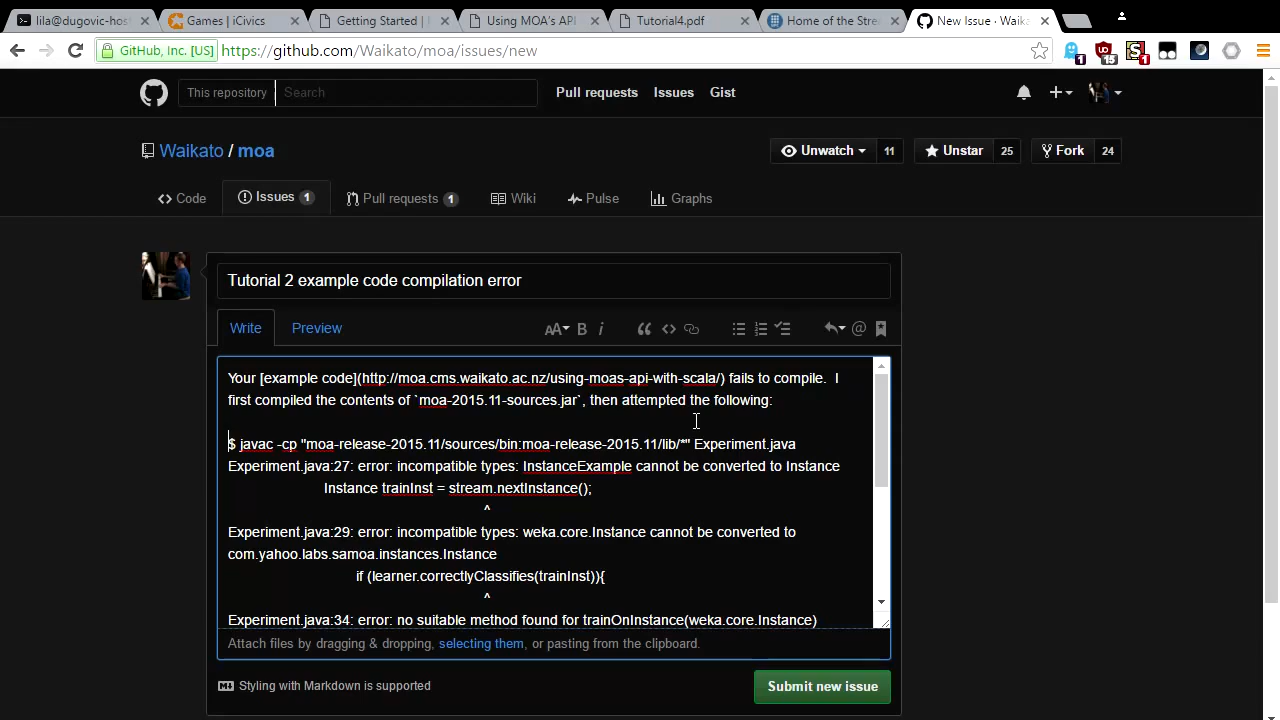 lila@dugovic-host
Games | iCivics
Getting Started |
Using MOA's API
Tutorial4.pdf
Home of the Stre
New Issue · Waika
GitHub, Inc. [US]
https://github.com/Waikato/moa/issues/new
1
15
1
This repository
Search
Pull requests
Issues
Gist
Waikato / moa
Unwatch
11
Unstar
25
Fork
24
Code
Issues 1
Pull requests 1
Wiki
Pulse
Graphs
Tutorial 2 example code compilation error
Write
Preview
AA B i
Your [example code](http://moa.cms.waikato.ac.nz/using-moas-api-with-scala/) fails to compile. I
first compiled the contents of `moa-2015.11-sources.jar`, then attempted the following:
$ javac -cp "moa-release-2015.11/sources/bin:moa-release-2015.11/lib/*" Experiment.java
Experiment.java:27: error: incompatible types: InstanceExample cannot be converted to Instance
Instance trainInst = stream.nextInstance();
^
Experiment.java:29: error: incompatible types: weka.core.Instance cannot be converted to
com.yahoo.labs.samoa.instances.Instance
if (learner.correctlyClassifies(trainInst)){
^
Experiment.java:34: error: no suitable method found for trainOnInstance(weka.core.Instance)
Attach files by dragging & dropping, selecting them, or pasting from the clipboard.
Styling with Markdown is supported
Submit new issue